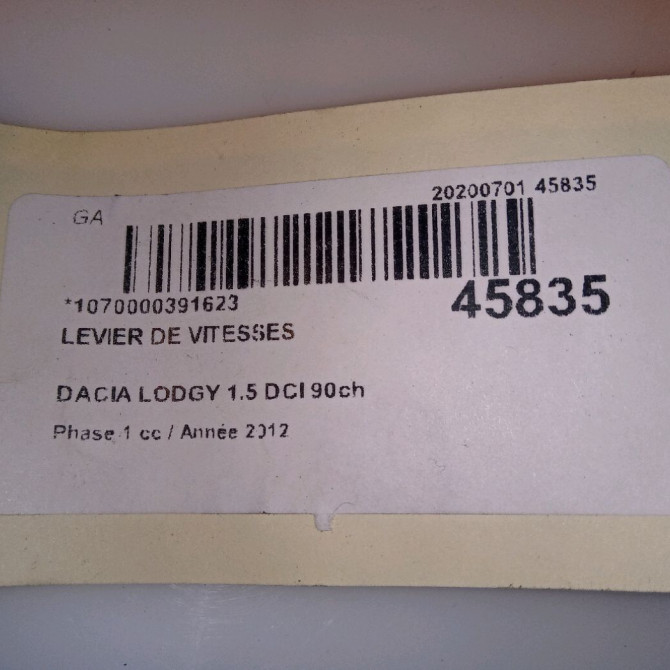 GA
20200701 45835
*1070000391623
45835
LEVIER DE VITESSES
DACIA LODGY 1.5 DCI 90ch
Phase 1 cc / Année 2012